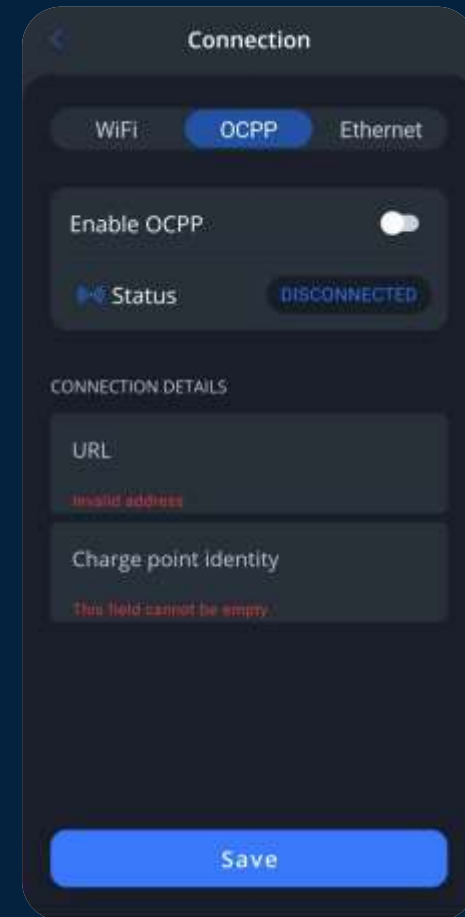 Connection
WiFi OCPP Ethernet
Enable OCPP
Status DISCONNECTED
CONNECTION DETAILS
URL
Invalid address
Charge point identity
This field cannot be empty
Save